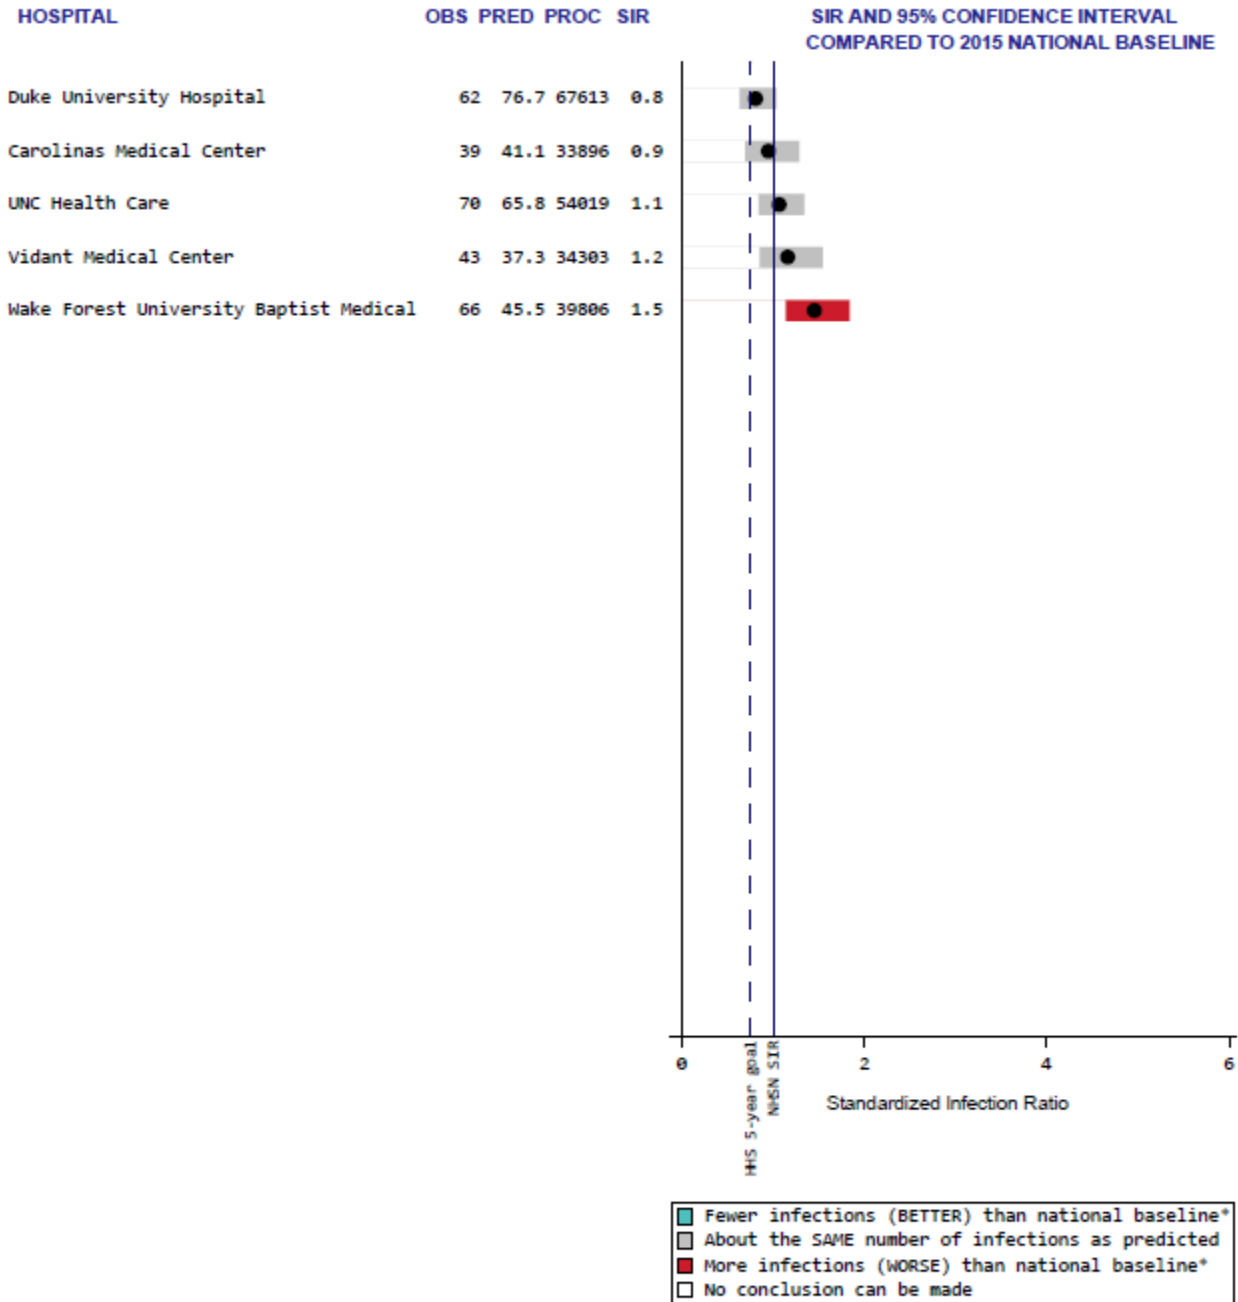 HOSPITAL OBS PRED PROC SIR SIR AND 95% CONFIDENCE INTERVAL
COMPARED TO 2015 NATIONAL BASELINE
Duke University Hospital 62 76.7 67613 0.8
Carolinas Medical Center 39 41.1 33896 0.9
UNC Health Care 70 65.8 54019 1.1
Vidant Medical Center 43 37.3 34303 1.2
Wake Forest University Baptist Medical 66 45.5 39806 1.5
0 2 4 6
HHS 5-year goal
NHSN SIR
Standardized Infection Ratio
Fewer infections (BETTER) than national baseline*
About the SAME number of infections as predicted
More infections (WORSE) than national baseline*
No conclusion can be made